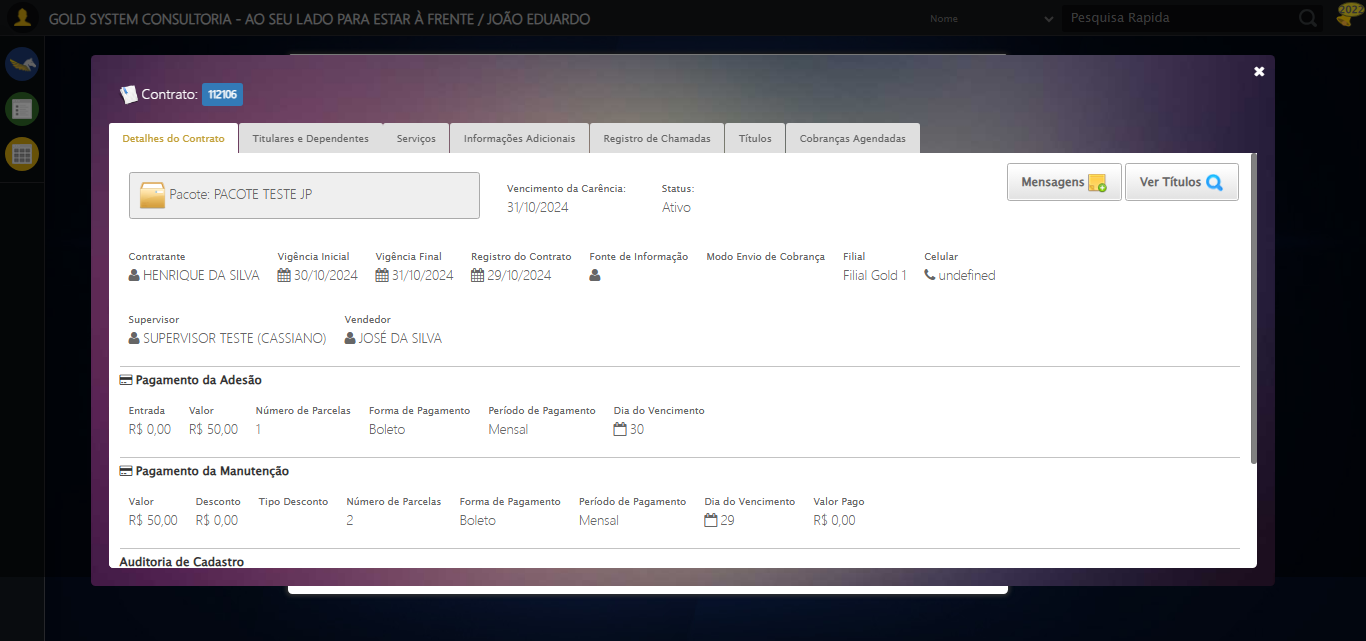 GOLD SYSTEM CONSULTORIA - AO SEU LADO PARA ESTAR À FRENTE / JOÃO EDUARDO Nome Pesquisa Rapida 2022
Contrato: 112106
Detalhes do Contrato Titulares e Dependentes Serviços Informações Adicionais Registro de Chamadas Títulos Cobranças Agendadas
Pacote: PACOTE TESTE JP
Vencimento da Carência: Status:
31/10/2024 Ativo
Mensagens Ver Títulos
Contratante Vigência Inicial Vigência Final Registro do Contrato Fonte de Informação Modo Envio de Cobrança Filial Celular
HENRIQUE DA SILVA 30/10/2024 31/10/2024 29/10/2024 Filial Gold 1 undefined
Supervisor Vendedor
SUPERVISOR TESTE (CASSIANO) JOSÉ DA SILVA
Pagamento da Adesão
Entrada Valor Número de Parcelas Forma de Pagamento Período de Pagamento Dia do Vencimento
R$ 0,00 R$ 50,00 1 Boleto Mensal 30
Pagamento da Manutenção
Valor Desconto Tipo Desconto Número de Parcelas Forma de Pagamento Período de Pagamento Dia do Vencimento Valor Pago
R$ 50,00 R$ 0,00 2 Boleto Mensal 29 R$ 0,00
Auditoria de Cadastro